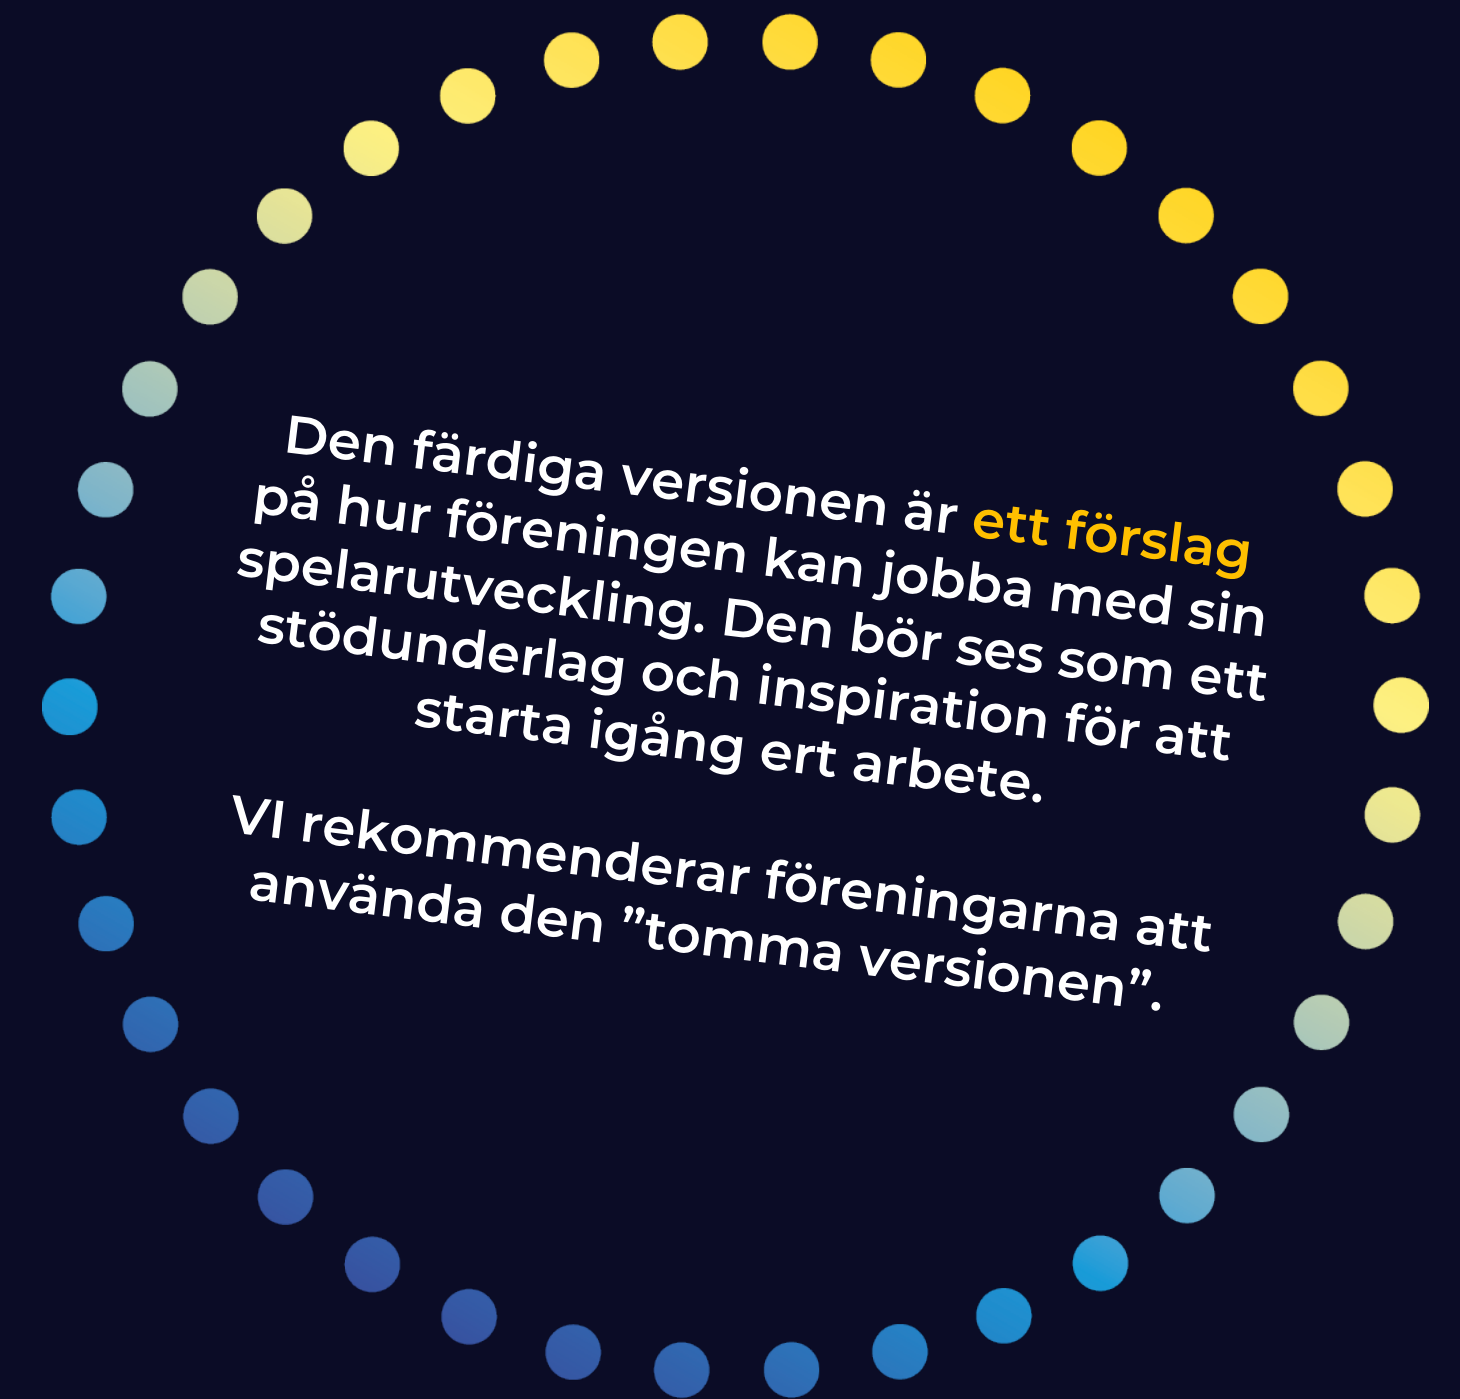 Den färdiga versionen är ett förslag
på hur föreningen kan jobba med sin
spelarutveckling. Den bör ses som ett
stödunderlag och inspiration för att
starta igång ert arbete.
VI rekommenderar föreningarna att
använda den ”tomma versionen”.